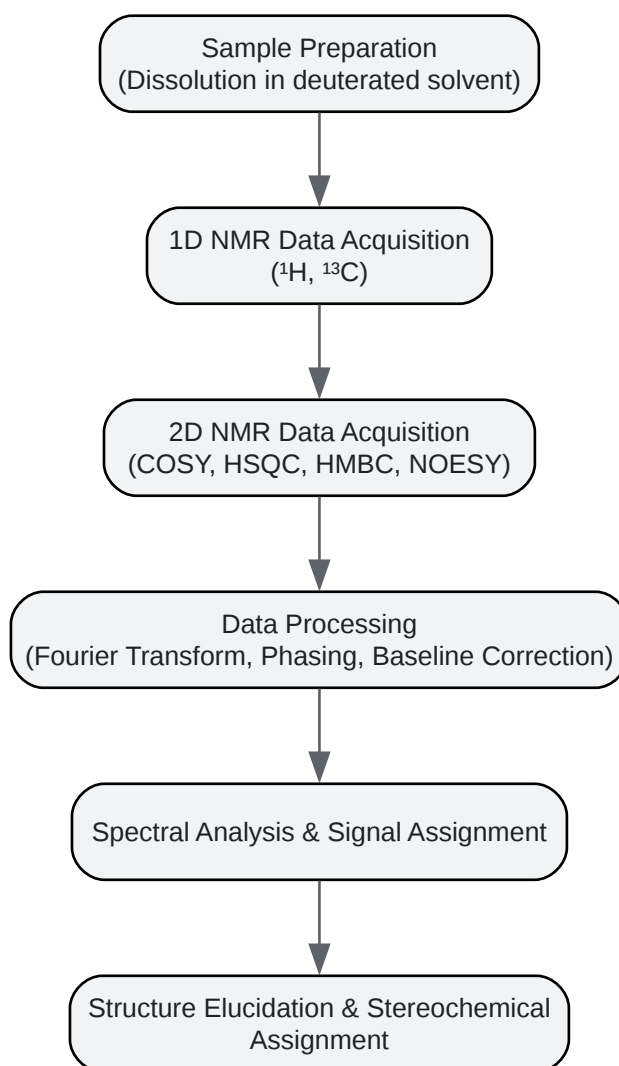 Sample Preparation
(Dissolution in deuterated solvent)
1D NMR Data Acquisition
(¹H, ¹³C)
2D NMR Data Acquisition
(COSY, HSQC, HMBC, NOESY)
Data Processing
(Fourier Transform, Phasing, Baseline Correction)
Spectral Analysis & Signal Assignment
Structure Elucidation & Stereochemical
Assignment